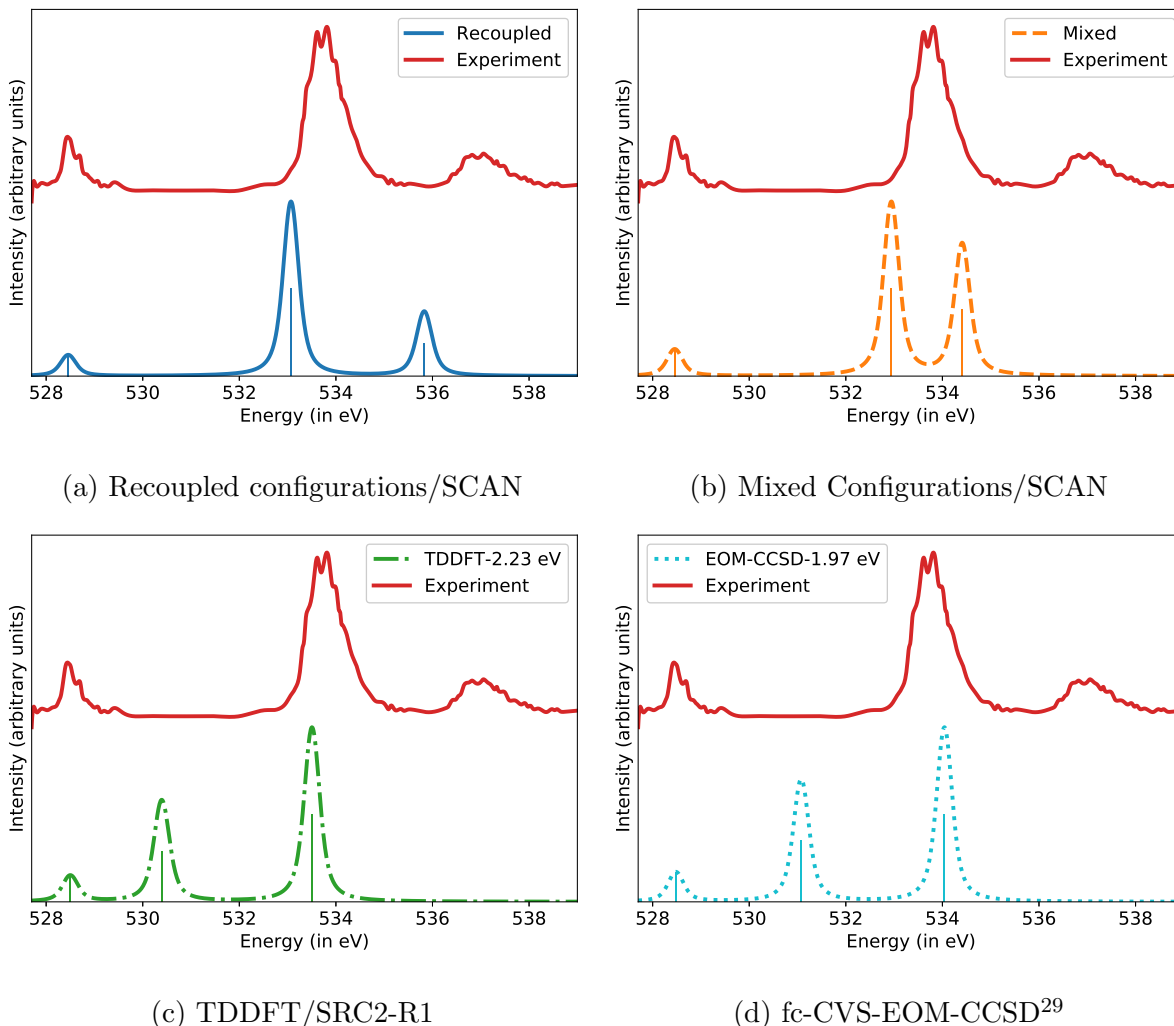 Recoupled
Experiment
Intensity (arbitrary units)
528 530 532 534 536 538
Energy (in eV)
(a) Recoupled configurations/SCAN
Mixed
Experiment
Intensity (arbitrary units)
528 530 532 534 536 538
Energy (in eV)
(b) Mixed Configurations/SCAN
TDDFT-2.23 eV
Experiment
Intensity (arbitrary units)
528 530 532 534 536 538
Energy (in eV)
(c) TDDFT/SRC2-R1
EOM-CCSD-1.97 eV
Experiment
Intensity (arbitrary units)
528 530 532 534 536 538
Energy (in eV)
(d) fc-CVS-EOM-CCSD²⁹